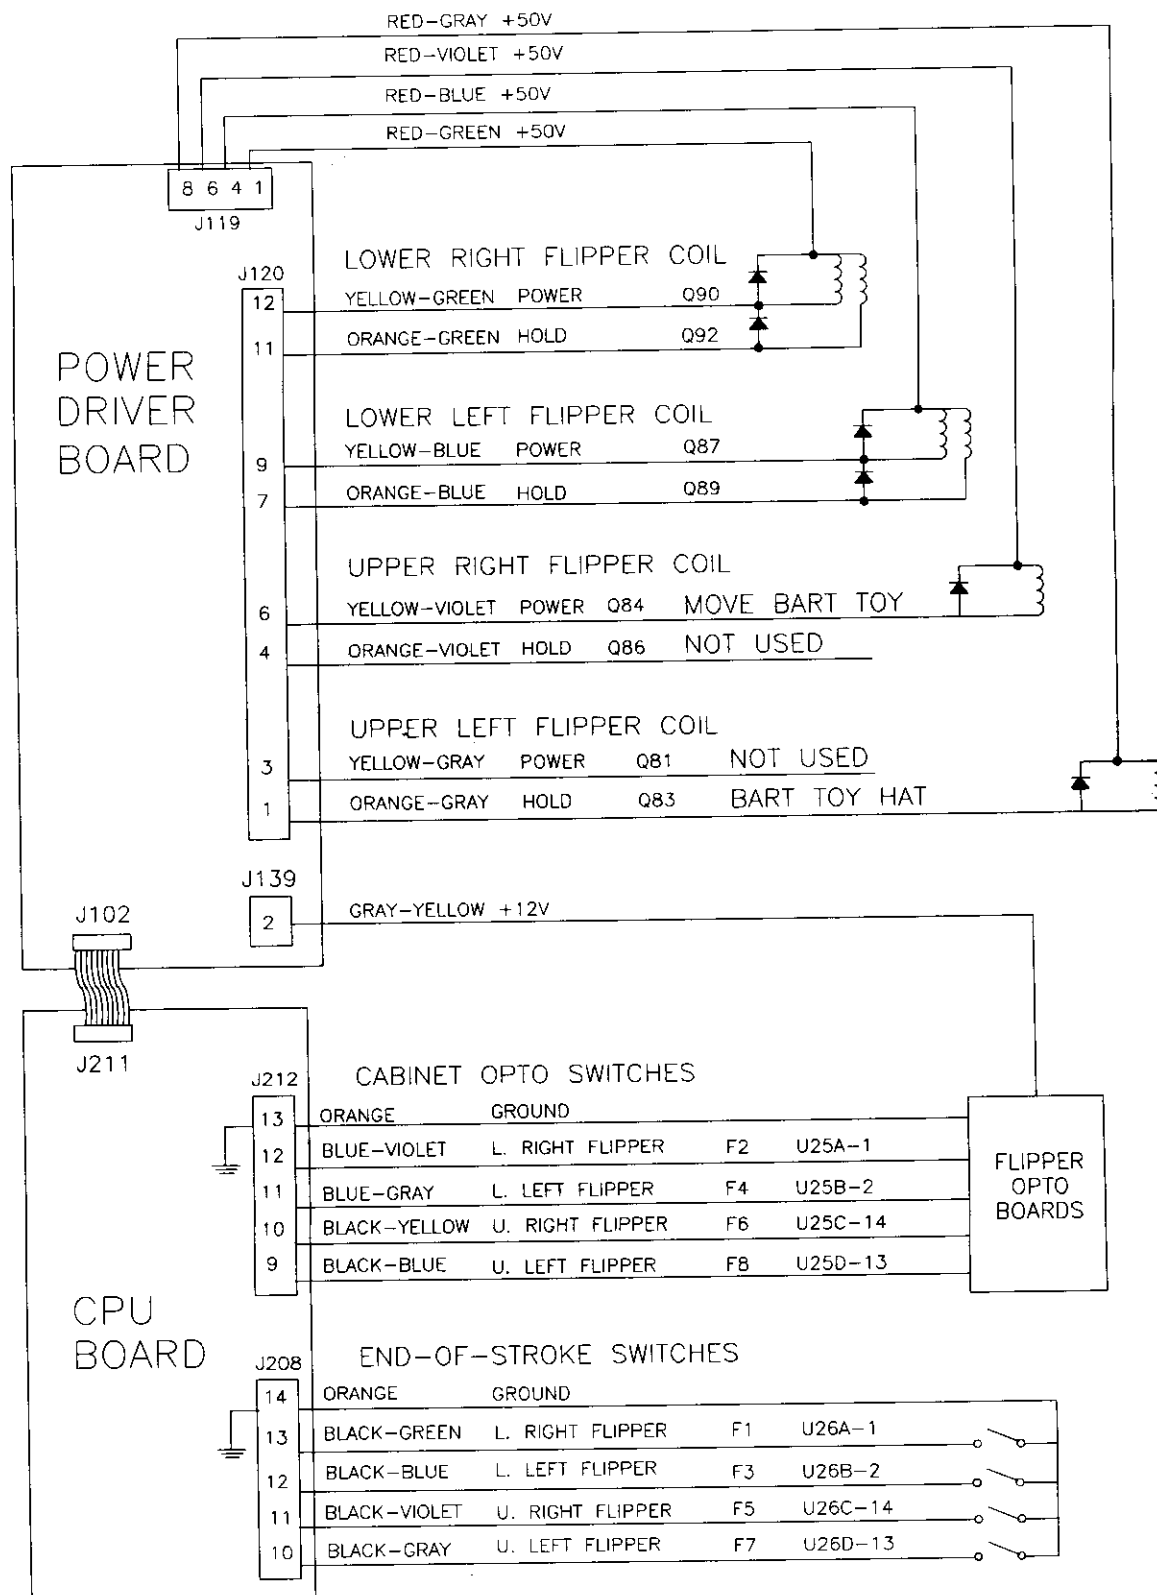 RED-GRAY +50V
RED-VIOLET +50V
RED-BLUE +50V
RED-GREEN +50V
8 6 4 1
J119
J120
LOWER RIGHT FLIPPER COIL
12 YELLOW-GREEN POWER Q90
11 ORANGE-GREEN HOLD Q92
POWER
DRIVER
BOARD
LOWER LEFT FLIPPER COIL
9 YELLOW-BLUE POWER Q87
7 ORANGE-BLUE HOLD Q89
UPPER RIGHT FLIPPER COIL
6 YELLOW-VIOLET POWER Q84 MOVE BART TOY
4 ORANGE-VIOLET HOLD Q86 NOT USED
UPPER LEFT FLIPPER COIL
3 YELLOW-GRAY POWER Q81 NOT USED
1 ORANGE-GRAY HOLD Q83 BART TOY HAT
J139
2 GRAY-YELLOW +12V
J102
J211
J212
CABINET OPTO SWITCHES
13 ORANGE GROUND
12 BLUE-VIOLET L. RIGHT FLIPPER F2 U25A-1
11 BLUE-GRAY L. LEFT FLIPPER F4 U25B-2
10 BLACK-YELLOW U. RIGHT FLIPPER F6 U25C-14
9 BLACK-BLUE U. LEFT FLIPPER F8 U25D-13
FLIPPER
OPTO
BOARDS
CPU
BOARD
J208
END-OF-STROKE SWITCHES
14 ORANGE GROUND
13 BLACK-GREEN L. RIGHT FLIPPER F1 U26A-1
12 BLACK-BLUE L. LEFT FLIPPER F3 U26B-2
11 BLACK-VIOLET U. RIGHT FLIPPER F5 U26C-14
10 BLACK-GRAY U. LEFT FLIPPER F7 U26D-13